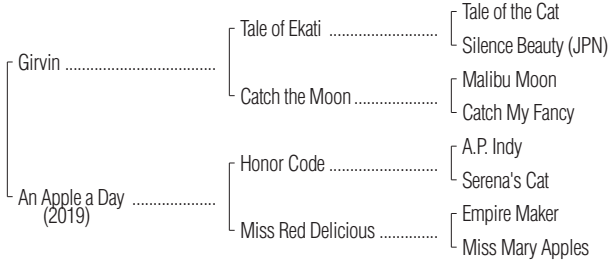 Tale of the Cat
Tale of Ekati ..........................
Silence Beauty (JPN)
Girvin ....................................
Malibu Moon
Catch the Moon ....................
Catch My Fancy
A.P. Indy
Honor Code ..........................
Serena's Cat
An Apple a Day ....................
(2019)
Empire Maker
Miss Red Delicious ..............
Miss Mary Apples